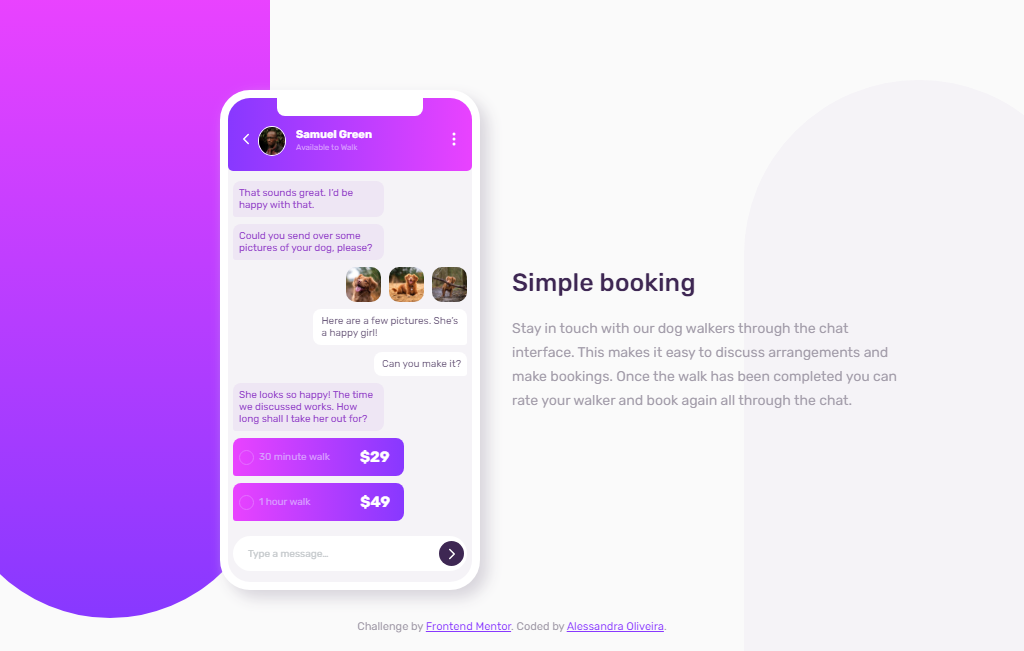 Samuel Green
Available to Walk
That sounds great. I'd be
happy with that.
Could you send over some
pictures of your dog, please?
Here are a few pictures. She's
a happy girl!
Can you make it?
She looks so happy! The time
we discussed works. How
long shall I take her out for?
30 minute walk $29
1 hour walk $49
Type a message…
Simple booking
Stay in touch with our dog walkers through the chat
interface. This makes it easy to discuss arrangements and
make bookings. Once the walk has been completed you can
rate your walker and book again all through the chat.
Challenge by Frontend Mentor. Coded by Alessandra Oliveira.